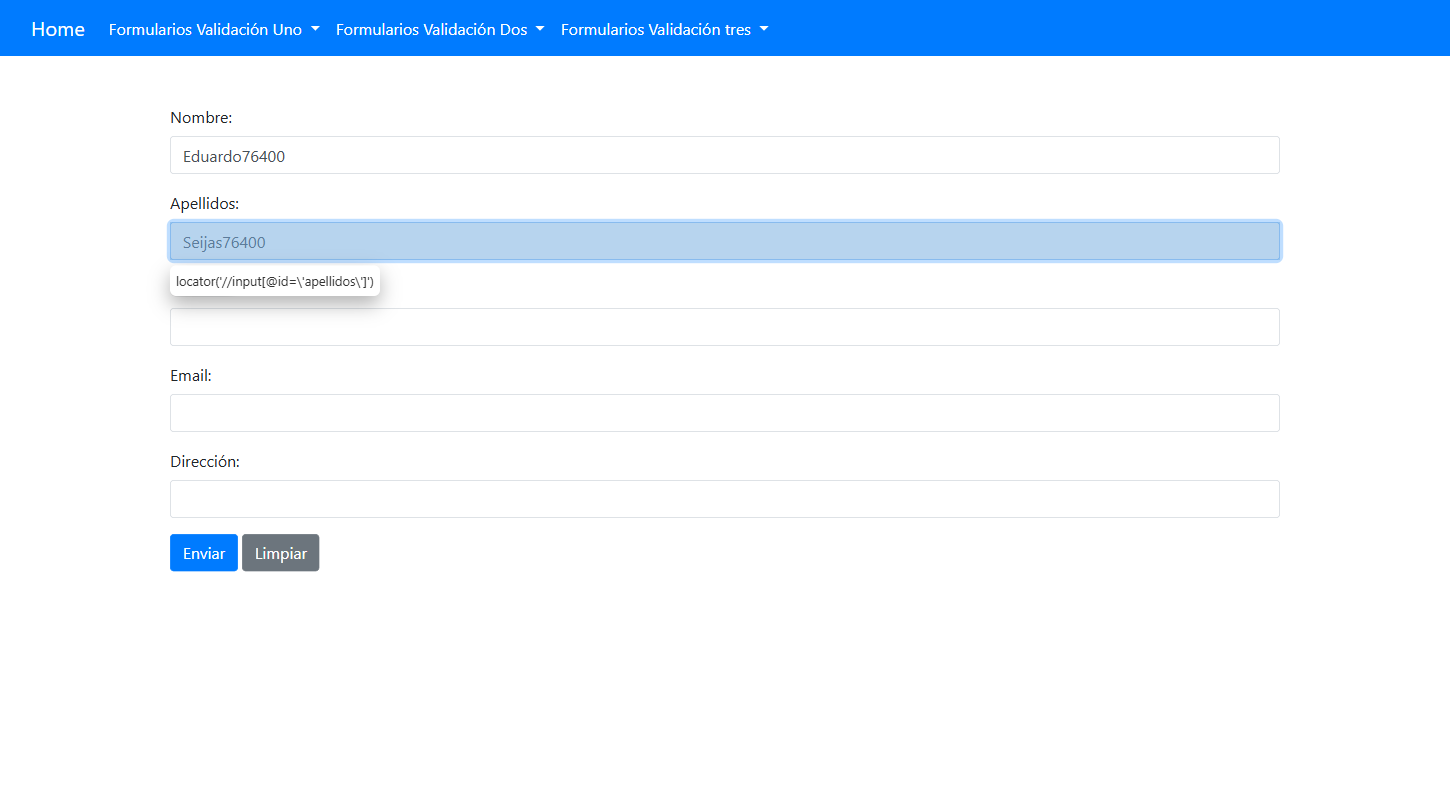 Home Formularios Validación Uno Formularios Validación Dos Formularios Validación tres
Nombre:
Eduardo76400
Apellidos:
Seijas76400
locator('//input[@id=\'apellidos\']')
Email:
Dirección:
Enviar Limpiar